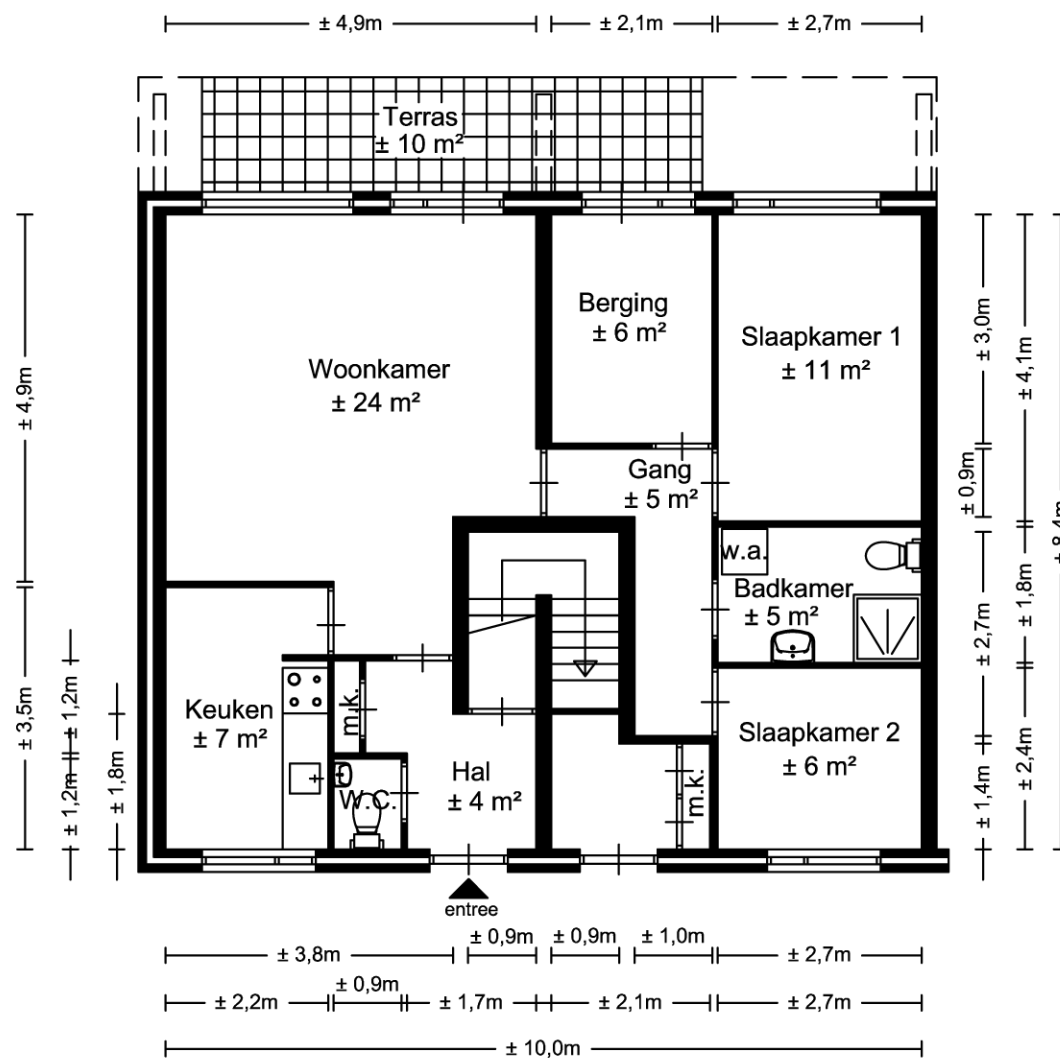 ± 4,9m
± 2,1m
± 2,7m
Terras
± 10 m²
Berging
± 6 m²
Slaapkamer 1
± 11 m²
Woonkamer
± 24 m²
Gang
± 5 m²
w.a.
Badkamer
± 5 m²
Keuken
± 7 m²
m.k.
W.C.
Hal
± 4 m²
m.k.
Slaapkamer 2
± 6 m²
entree
± 4,9m
± 3,5m
± 1,2m
± 1,2m
± 1,8m
± 3,0m
± 0,9m
± 2,7m
± 1,4m
± 4,1m
± 1,8m
± 2,4m
± 8,4m
± 3,8m
± 0,9m
± 0,9m
± 1,0m
± 2,7m
± 2,2m
± 0,9m
± 1,7m
± 2,1m
± 2,7m
± 10,0m